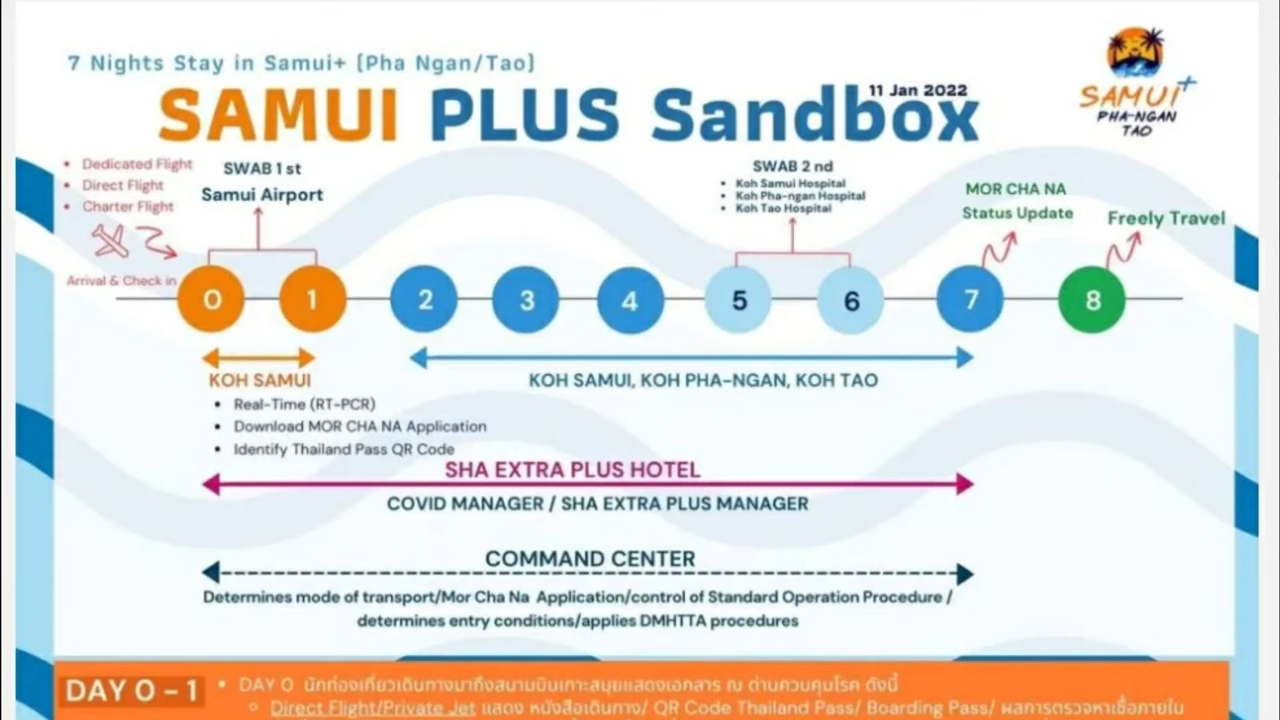 7 Nights Stay in Samui+ [Pha Ngan/Tao]
SAMUI PLUS Sandbox
11 Jan 2022
SAMUI+
PHA-NGAN
TAO
• Dedicated Flight
• Direct Flight
• Charter Flight
Arrival & Check in
SWAB 1 st
Samui Airport
SWAB 2 nd
• Koh Samui Hospital
• Koh Pha-ngan Hospital
• Koh Tao Hospital
MOR CHA NA
Status Update
Freely Travel
0 1 2 3 4 5 6 7 8
KOH SAMUI
• Real-Time (RT-PCR)
• Download MOR CHA NA Application
• Identify Thailand Pass QR Code
KOH SAMUI, KOH PHA-NGAN, KOH TAO
SHA EXTRA PLUS HOTEL
COVID MANAGER / SHA EXTRA PLUS MANAGER
COMMAND CENTER
Determines mode of transport/Mor Cha Na Application/control of Standard Operation Procedure /
determines entry conditions/applies DMHTTA procedures
DAY 0 - 1
• DAY 0 นักท่องเที่ยวเดินทางมาถึงสนามบินเกาะสมุยแสดงเอกสาร ณ ด่านควบคุมโรค ดังนี้
Direct Flight/Private Jet แสดง หนังสือเดินทาง/ QR Code Thailand Pass/ Boarding Pass/ ผลการตรวจหาเชื้อภายใน